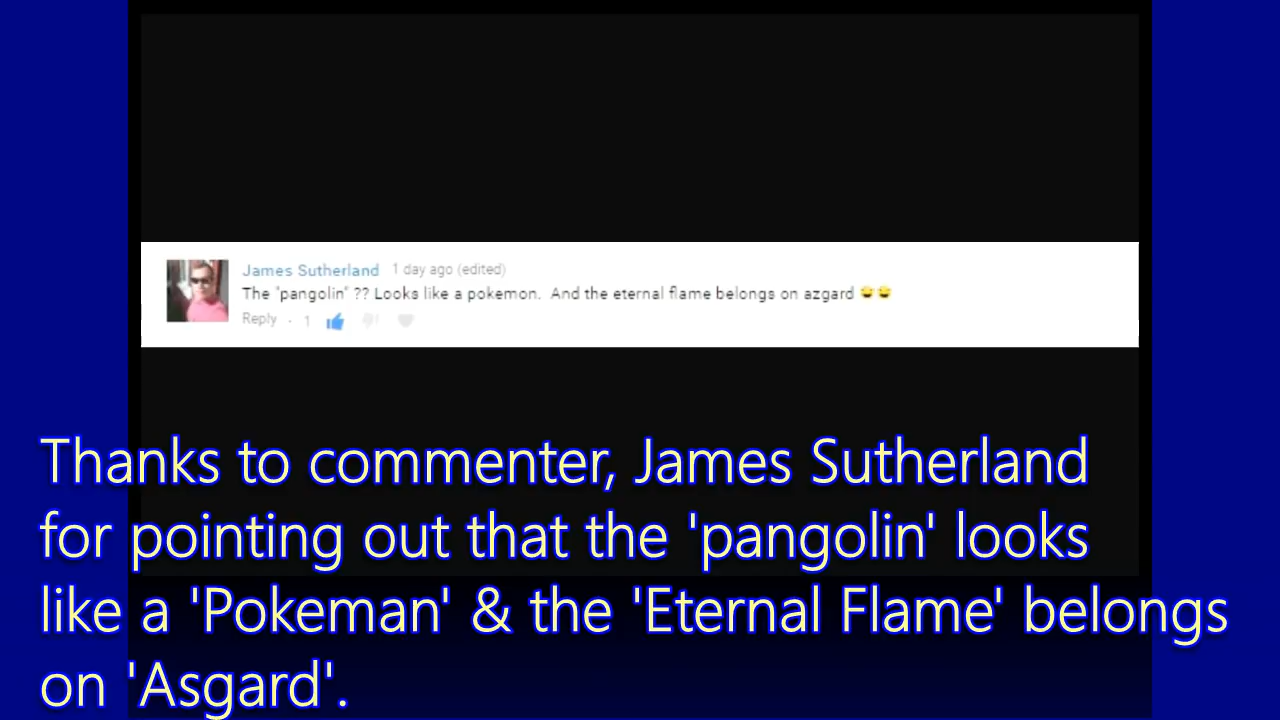 James Sutherland 1 day ago (edited)
The "pangolin" ?? Looks like a pokemon. And the eternal flame belongs on azgard 😅😅
Reply · 1
Thanks to commenter, James Sutherland
for pointing out that the 'pangolin' looks
like a 'Pokeman' & the 'Eternal Flame' belongs
on 'Asgard'.